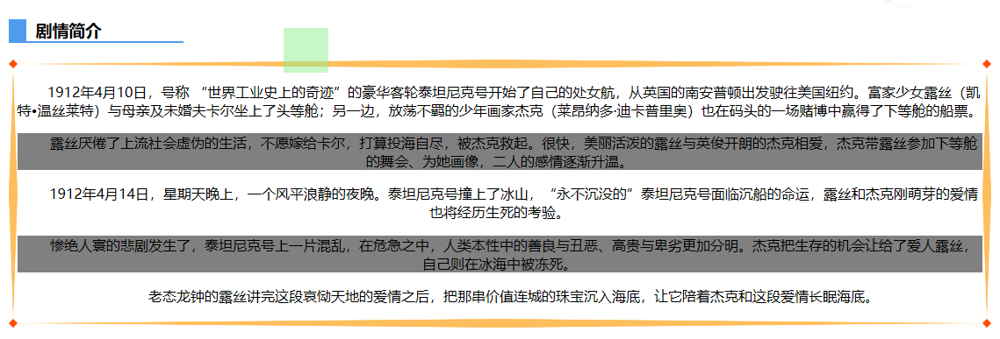 剧情简介
1912年4月10日，号称 “世界工业史上的奇迹”的豪华客轮泰坦尼克号开始了自己的处女航，从英国的南安普顿出发驶往美国纽约。富家少女露丝（凯
特•温丝莱特）与母亲及未婚夫卡尔坐上了头等舱；另一边，放荡不羁的少年画家杰克（莱昂纳多·迪卡普里奥）也在码头的一场赌博中赢得了下等舱的船票。
露丝厌倦了上流社会虚伪的生活，不愿嫁给卡尔，打算投海自尽，被杰克救起。很快，美丽活泼的露丝与英俊开朗的杰克相爱，杰克带露丝参加下等舱
的舞会、为她画像，二人的感情逐渐升温。
1912年4月14日，星期天晚上，一个风平浪静的夜晚。泰坦尼克号撞上了冰山，“永不沉没的”泰坦尼克号面临沉船的命运，露丝和杰克刚萌芽的爱情
也将经历生死的考验。
惨绝人寰的悲剧发生了，泰坦尼克号上一片混乱，在危急之中，人类本性中的善良与丑恶、高贵与卑劣更加分明。杰克把生存的机会让给了爱人露丝，
自己则在冰海中被冻死。
老态龙钟的露丝讲完这段哀恸天地的爱情之后，把那串价值连城的珠宝沉入海底，让它陪着杰克和这段爱情长眠海底。